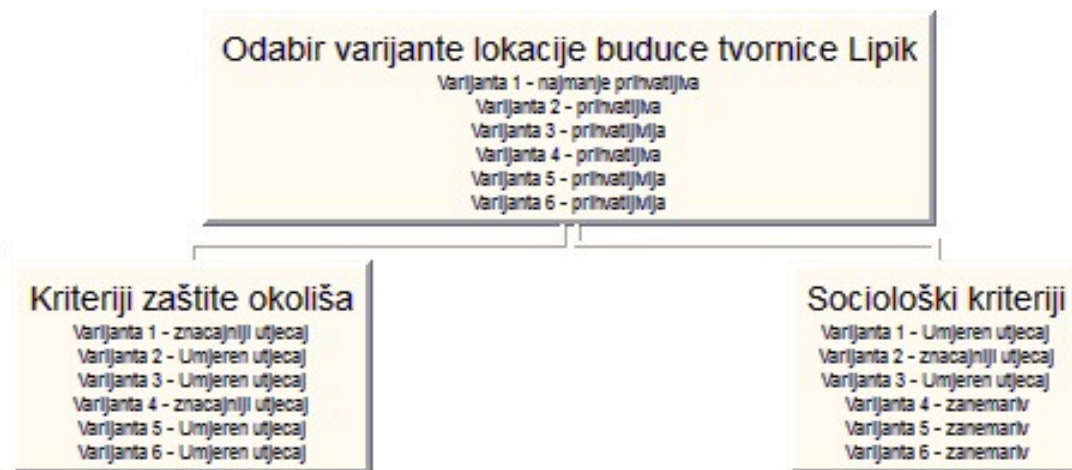 Odabir varijante lokacije buduce tvornice Lipik
Varijanta 1 - najmanje prihvatljiva
Varijanta 2 - prihvatljiva
Varijanta 3 - prihvatljivija
Varijanta 4 - prihvatljiva
Varijanta 5 - prihvatljivija
Varijanta 6 - prihvatljivija
Kriteriji zaštite okoliša
Varijanta 1 - znacajniji utjecaj
Varijanta 2 - Umjeren utjecaj
Varijanta 3 - Umjeren utjecaj
Varijanta 4 - znacajniji utjecaj
Varijanta 5 - Umjeren utjecaj
Varijanta 6 - Umjeren utjecaj
Sociološki kriteriji
Varijanta 1 - Umjeren utjecaj
Varijanta 2 - znacajniji utjecaj
Varijanta 3 - Umjeren utjecaj
Varijanta 4 - zanemariv
Varijanta 5 - zanemariv
Varijanta 6 - zanemariv